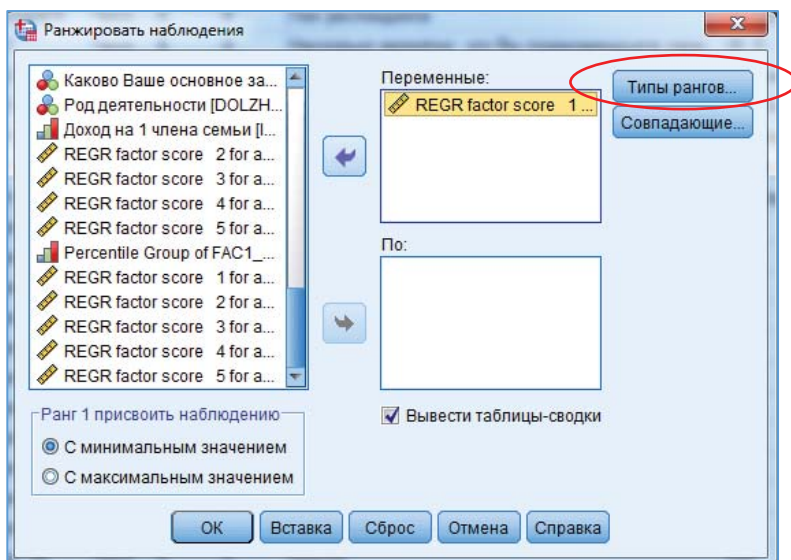 Ранжировать наблюдения
Каково Ваше основное за...
Род деятельности [DOLZH...
Доход на 1 члена семьи [I...
REGR factor score 2 for a...
REGR factor score 3 for a...
REGR factor score 4 for a...
REGR factor score 5 for a...
Percentile Group of FAC1_...
REGR factor score 1 for a...
REGR factor score 2 for a...
REGR factor score 3 for a...
REGR factor score 4 for a...
REGR factor score 5 for a...
Переменные:
REGR factor score 1 ...
Типы рангов...
Совпадающие...
По:
Ранг 1 присвоить наблюдению
С минимальным значением
С максимальным значением
Вывести таблицы-сводки
ОК Вставка Сброс Отмена Справка